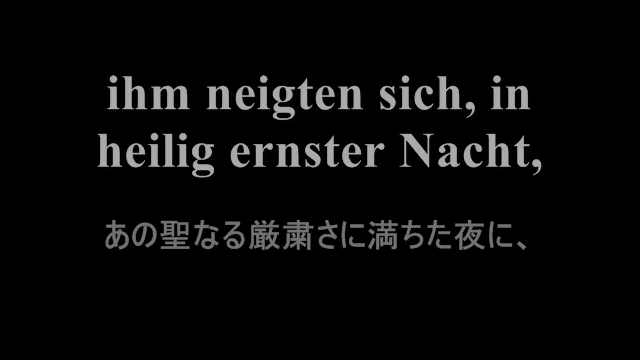 ihm neigten sich, in
heilig ernster Nacht,
あの聖なる厳粛さに満ちた夜に、